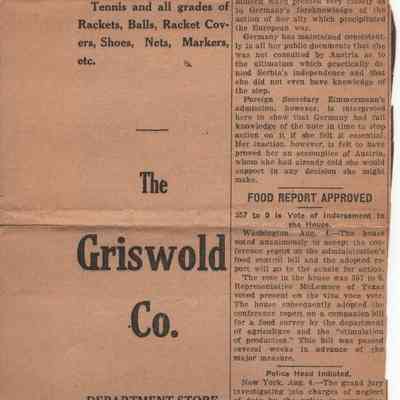 Tennis and all grades of
Rackets, Balls, Racket Cov-
ers, Shoes, Nets, Markers,
etc.
The
Griswold
Co.
DEPARTMENT STORE
to Germany's foreknowledge of the
action of her ally which precipitated
the European war.
Germany has maintained consistent-
ly in all her public documents that she
was not consulted by Austria as to
the ultimatum which practically de-
nied Serbia's independence and that
she did not even have knowledge of
the step.
Foreign Secretary Zimmermann's
admission, however, is interpreted
here to show that Germany had full
knowledge of the note in time to stop
action on it if she felt it essential.
Her inaction, however, is felt to have
proved her an accomplice of Austria,
whom she had already told she would
support in any decision she might
make.
FOOD REPORT APPROVED
357 to 0 is Vote of Indorsement in
the House.
Washington, Aug. 4.—The house
voted unanimously to accept the con-
ference report on the administration's
food control bill and the adopted re-
port will go to the senate for action.
The vote in the house was 357 to 0,
Representative McLemore of Texas
voted present on the viva voce vote.
The house subsequently adopted the
conference report on a companion bill
for a food survey by the department
of agriculture and the "stimulation
of production." This bill was passed
several weeks in advance of the
major measure.
Police Head Indicted.
New York, Aug. 4.—The grand jury
investigating into charges of neglect